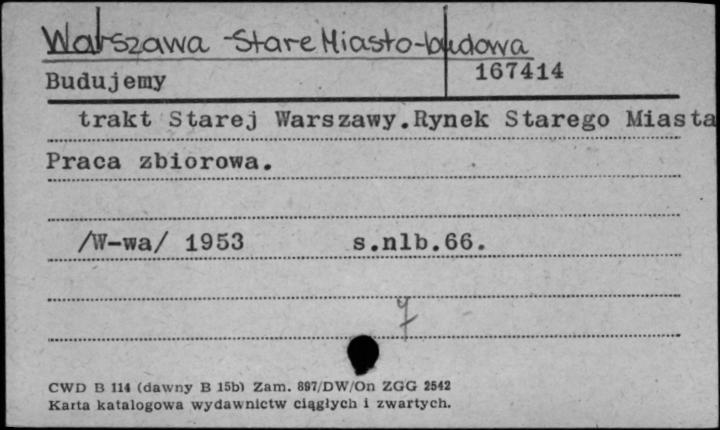 Warszawa - Stare Miasto - budowa
Budujemy 167414
trakt Starej Warszawy.Rynek Starego Miasta
Praca zbiorowa.
/W-wa/ 1953 s.nlb.66.
7
CWD B 114 (dawny B 15b) Zam. 897/DW/On ZGG 2542
Karta katalogowa wydawnictw ciągłych i zwartych.